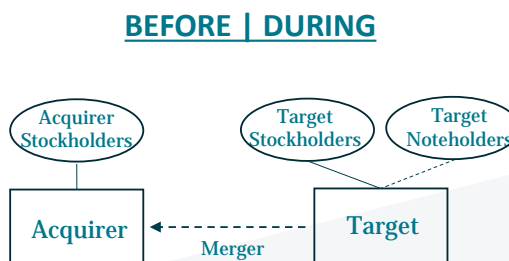 BEFORE | DURING
Acquirer
Stockholders
Target
Stockholders
Target
Noteholders
Acquirer
Merger
Target